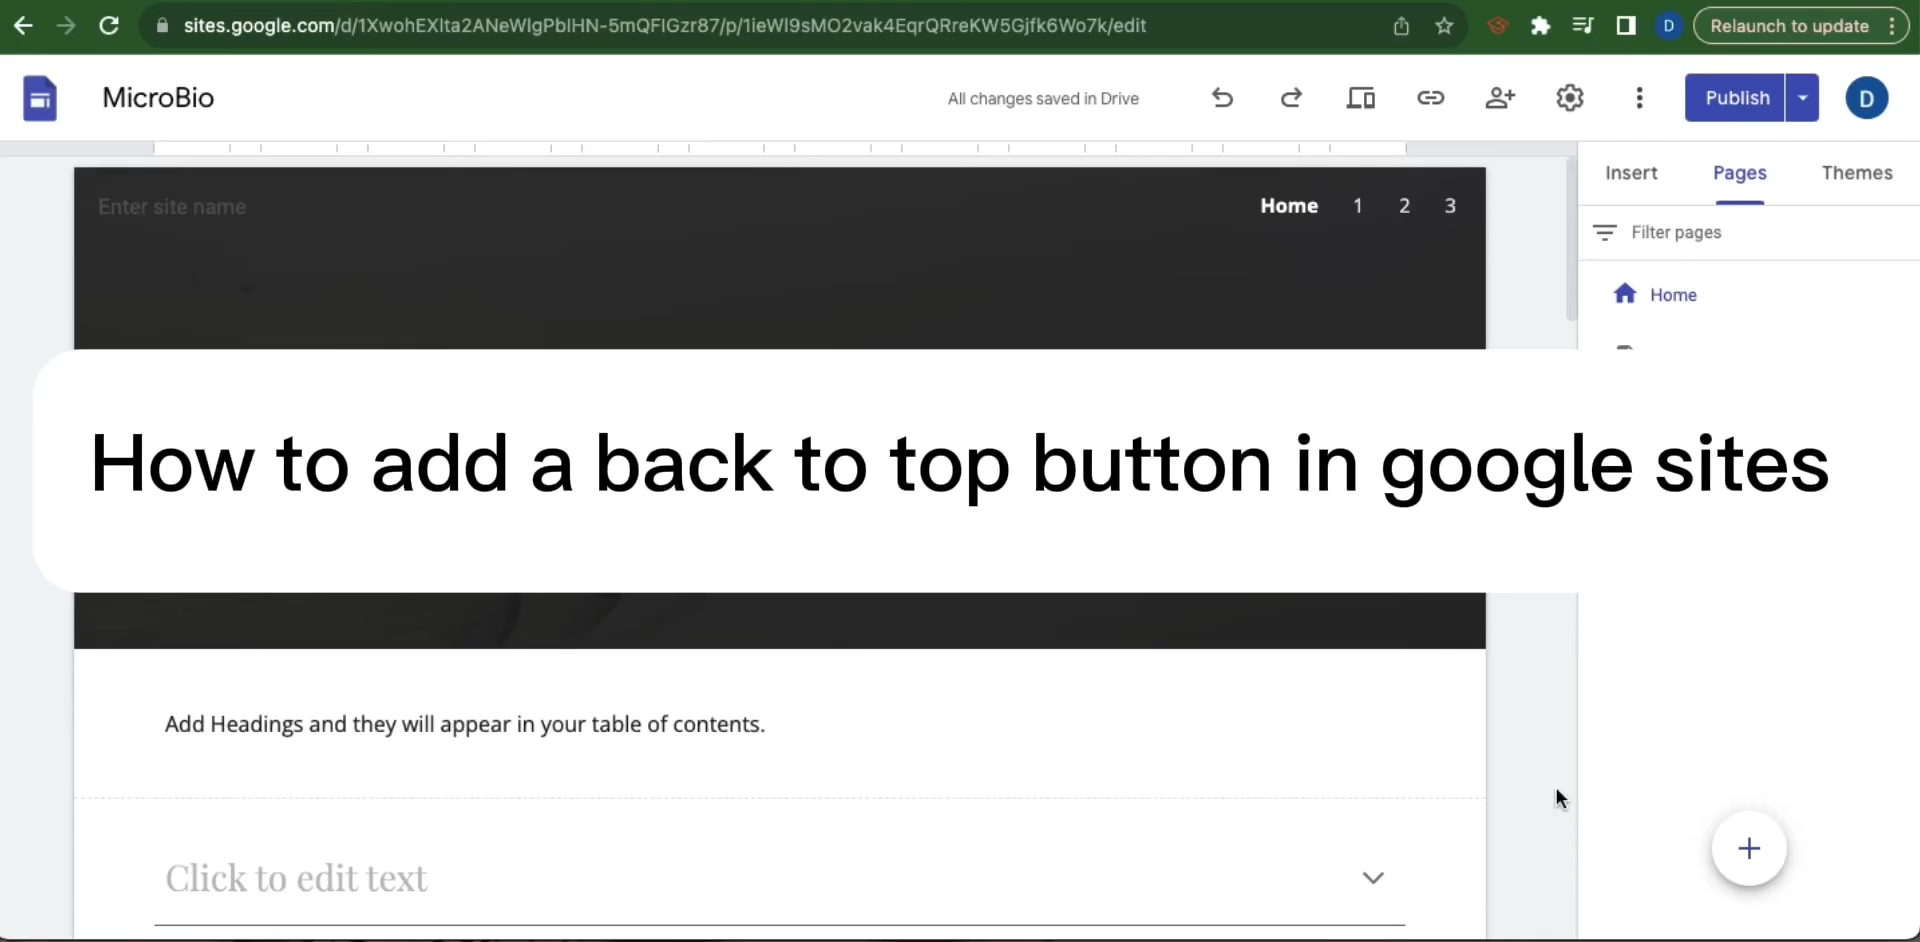 sites.google.com/d/1XwohEXlta2ANeWlgPblHN-5mQFlGzr87/p/1ieWl9sMO2vak4EqrQRreKW5Gjfk6Wo7k/edit
D
Relaunch to update
MicroBio
All changes saved in Drive
Publish
D
Insert
Pages
Themes
Enter site name
Home
1
2
3
Filter pages
Home
How to add a back to top button in google sites
Add Headings and they will appear in your table of contents.
Click to edit text